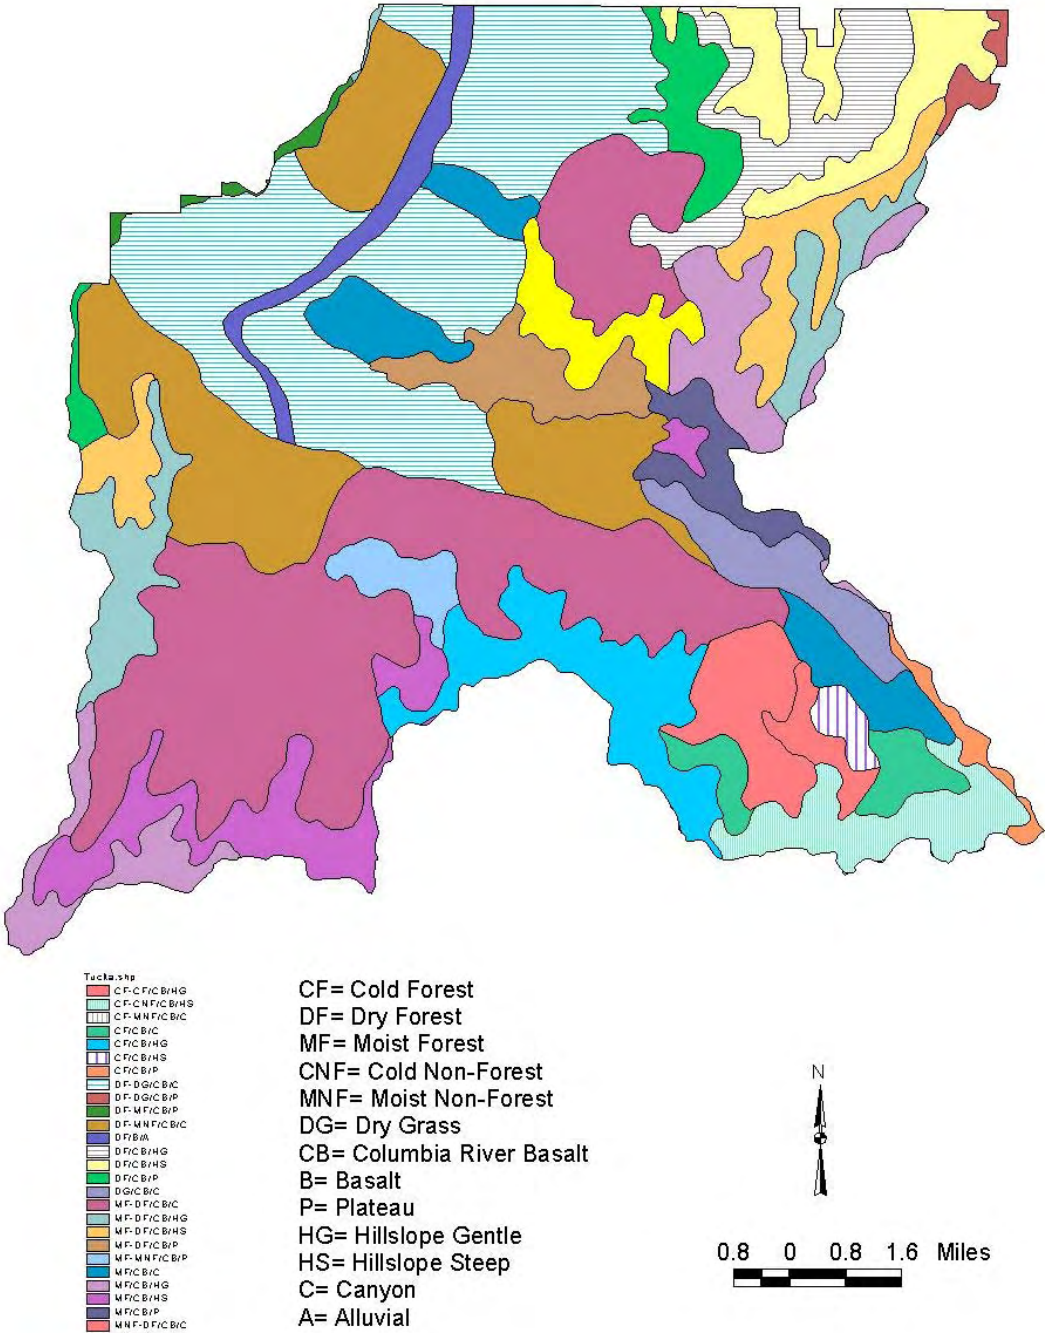 Tucka.shp
CF-CF/CB/HG
CF-CNF/CB/HS
CF-MNF/CB/C
CF/CB/C
CF/CB/HG
CF/CB/HS
CF/CB/P
DF-DG/CB/C
DF-DG/CB/P
DF-MF/CB/P
DF-MNF/CB/C
DF/B/A
DF/CB/HG
DF/CB/HS
DF/CB/P
DG/CB/C
MF-DF/CB/C
MF-DF/CB/HG
MF-DF/CB/HS
MF-DF/CB/P
MF-MNF/CB/P
MF/CB/C
MF/CB/HG
MF/CB/HS
MF/CB/P
MNF-DF/CB/C
CF= Cold Forest
DF= Dry Forest
MF= Moist Forest
CNF= Cold Non-Forest
MNF= Moist Non-Forest
DG= Dry Grass
CB= Columbia River Basalt
B= Basalt
P= Plateau
HG= Hillslope Gentle
HS= Hillslope Steep
C= Canyon
A= Alluvial
N
0.8 0 0.8 1.6 Miles